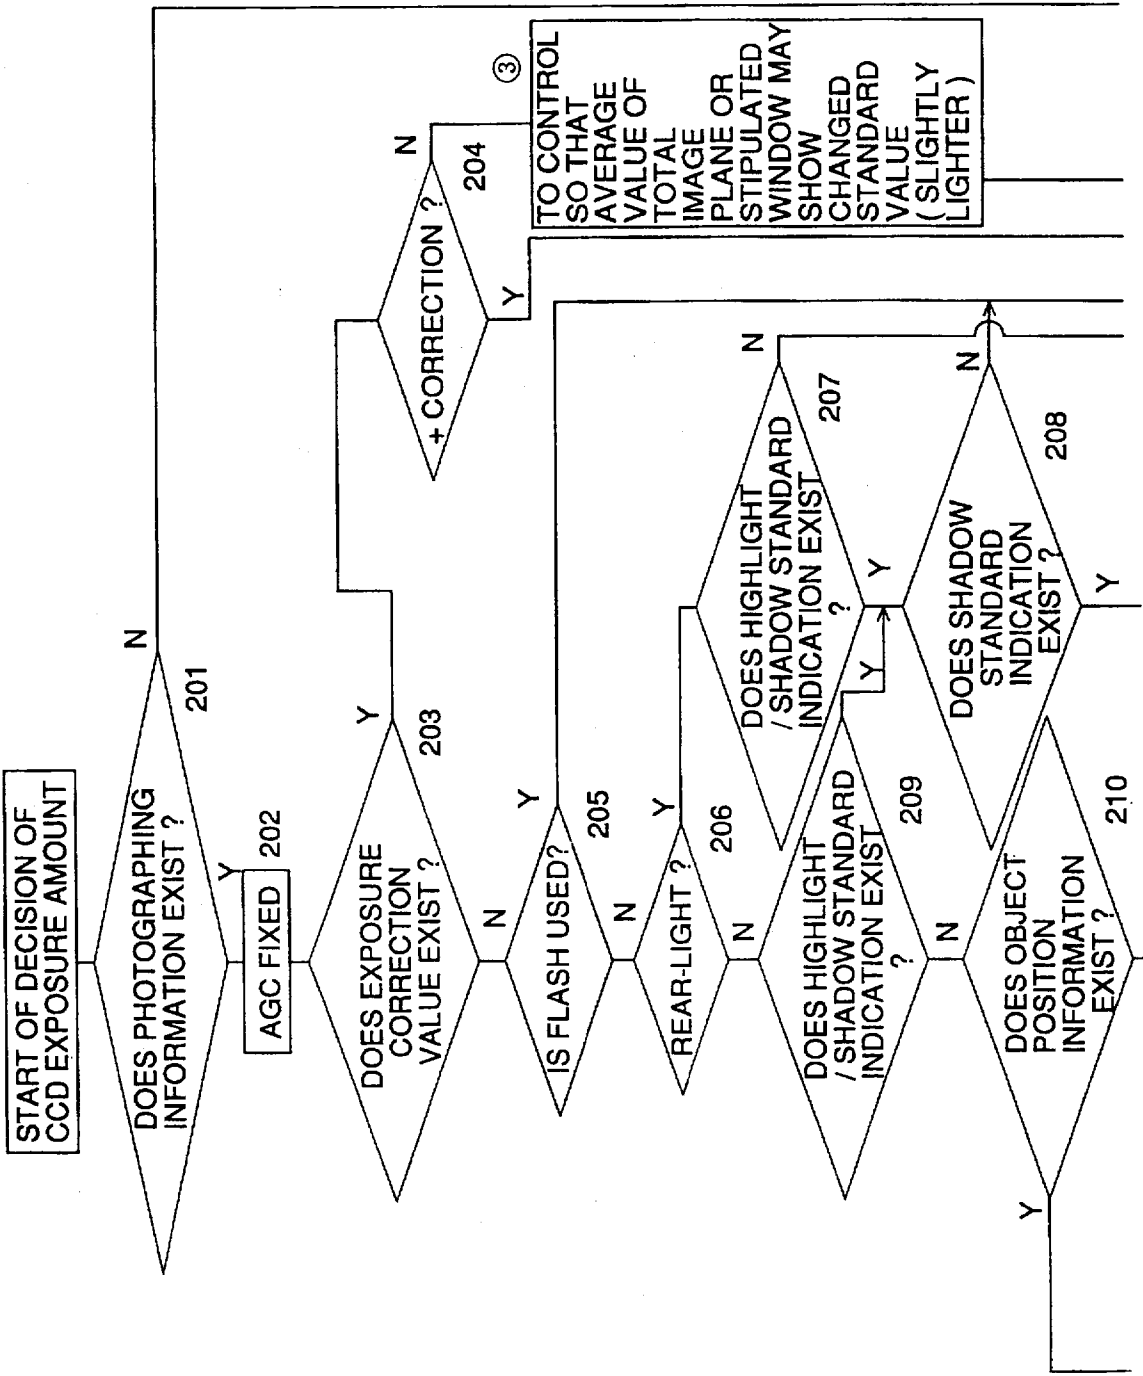 START OF DECISION OF
CCD EXPOSURE AMOUNT
DOES PHOTOGRAPHING
INFORMATION EXIST ?
N
201
Y
202
AGC FIXED
DOES EXPOSURE
CORRECTION
VALUE EXIST ?
Y
203
N
+ CORRECTION ?
N
204
Y
③
TO CONTROL
SO THAT
AVERAGE
VALUE OF
TOTAL
IMAGE
PLANE OR
STIPULATED
WINDOW MAY
SHOW
CHANGED
STANDARD
VALUE
( SLIGHTLY
LIGHTER )
IS FLASH USED?
Y
205
N
REAR-LIGHT ?
Y
206
N
DOES HIGHLIGHT
/ SHADOW STANDARD
INDICATION EXIST
?
N
207
Y
DOES SHADOW
STANDARD
INDICATION
EXIST ?
N
208
Y
DOES HIGHLIGHT
/ SHADOW STANDARD
INDICATION EXIST
?
Y
209
N
DOES OBJECT
POSITION
INFORMATION
EXIST ?
210
Y